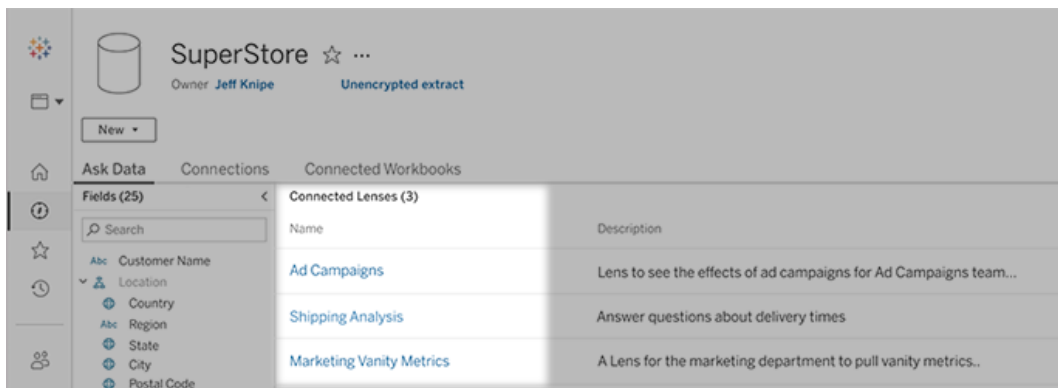 SuperStore ☆ ...
Owner Jeff Knipe Unencrypted extract
New
Ask Data Connections Connected Workbooks
Fields (25) <
Search
Abc Customer Name
Location
Country
Abc Region
State
City
Postal Code
Connected Lenses (3)
Name Description
Ad Campaigns Lens to see the effects of ad campaigns for Ad Campaigns team...
Shipping Analysis Answer questions about delivery times
Marketing Vanity Metrics A Lens for the marketing department to pull vanity metrics..